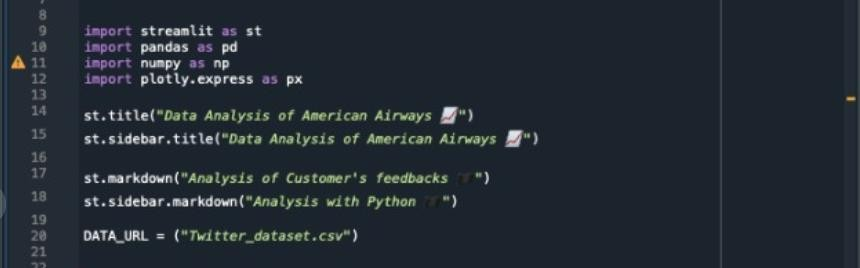 8
9 import streamlit as st
10 import pandas as pd
11 import numpy as np
12 import plotly.express as px
13
14 st.title("Data Analysis of American Airways 📈")
15 st.sidebar.title("Data Analysis of American Airways 📈")
16
17 st.markdown("Analysis of Customer's feedbacks ")
18 st.sidebar.markdown("Analysis with Python ")
19
20 DATA_URL = ("Twitter_dataset.csv")
21